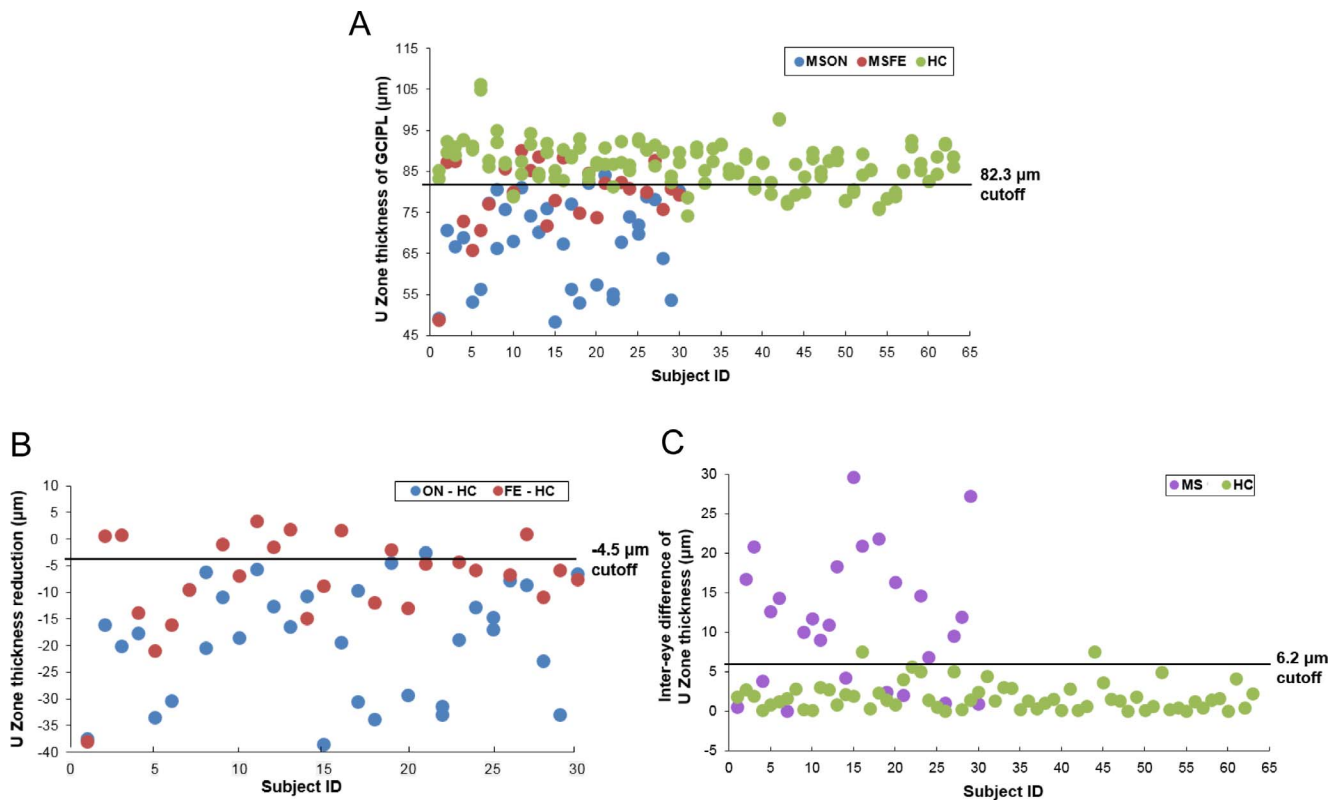 A
U Zone thickness of GCIPL (µm)
115
105
95
85
75
65
55
45
MSON MSFE HC
82.3 µm
cutoff
0 5 10 15 20 25 30 35 40 45 50 55 60 65
Subject ID
B
U Zone thickness reduction (µm)
10
5
0
-5
-10
-15
-20
-25
-30
-35
-40
ON - HC FE - HC
-4.5 µm
cutoff
0 5 10 15 20 25 30
Subject ID
C
Inter-eye difference of
U Zone thickness (µm)
30
25
20
15
10
5
0
-5
MS HC
6.2 µm
cutoff
0 5 10 15 20 25 30 35 40 45 50 55 60 65
Subject ID